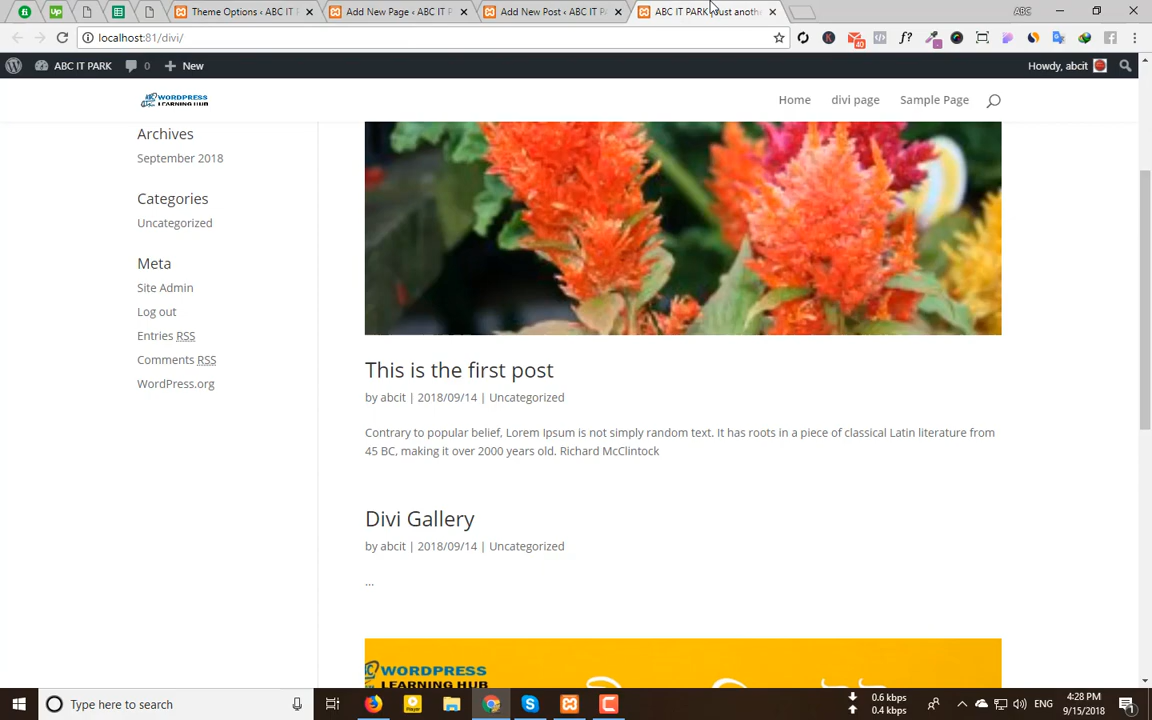 Theme Options ‹ ABC IT
Add New Page ‹ ABC IT P
Add New Post ‹ ABC IT P
ABC IT PARK
ABC
localhost:81/divi/
40
f?
ABC IT PARK
0
New
Howdy, abcit
WORDPRESS
LEARNING HUB
Home
divi page
Sample Page
Archives
September 2018
Categories
Uncategorized
Meta
Site Admin
Log out
Entries RSS
Comments RSS
WordPress.org
This is the first post
by abcit | 2018/09/14 | Uncategorized
Contrary to popular belief, Lorem Ipsum is not simply random text. It has roots in a piece of classical Latin literature from
45 BC, making it over 2000 years old. Richard McClintock
Divi Gallery
by abcit | 2018/09/14 | Uncategorized
...
WORDPRESS
LEARNING HUB
Type here to search
0.6 kbps
0.4 kbps
ENG
4:28 PM
9/15/2018
1